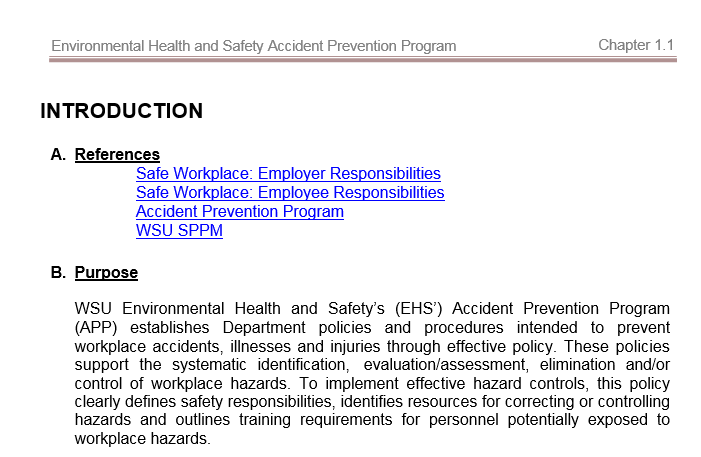 Environmental Health and Safety Accident Prevention Program Chapter 1.1
INTRODUCTION
A. References
Safe Workplace: Employer Responsibilities
Safe Workplace: Employee Responsibilities
Accident Prevention Program
WSU SPPM
B. Purpose
WSU Environmental Health and Safety's (EHS') Accident Prevention Program
(APP) establishes Department policies and procedures intended to prevent
workplace accidents, illnesses and injuries through effective policy. These policies
support the systematic identification, evaluation/assessment, elimination and/or
control of workplace hazards. To implement effective hazard controls, this policy
clearly defines safety responsibilities, identifies resources for correcting or controlling
hazards and outlines training requirements for personnel potentially exposed to
workplace hazards.